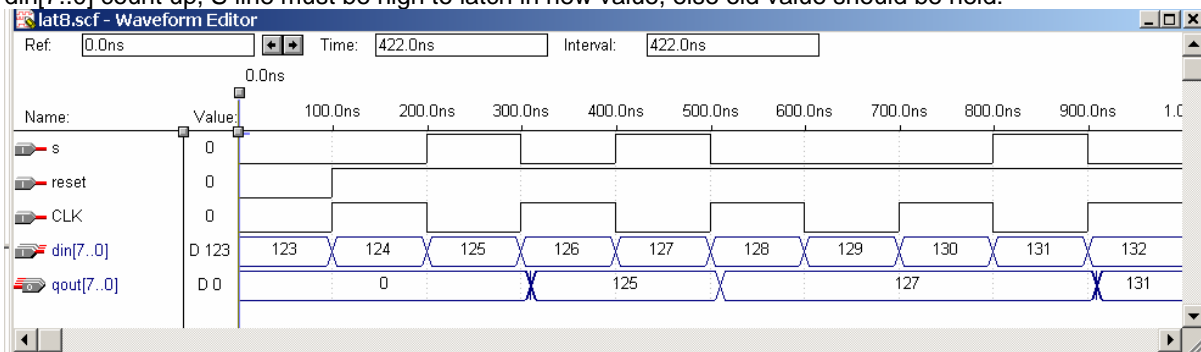 din[7..0] count up, S line must be high to latch in new value, else old value should be held.
lat8.scf - Waveform Editor
Ref: 0.0ns Time: 422.0ns Interval: 422.0ns
0.0ns
Name: Value: 100.0ns 200.0ns 300.0ns 400.0ns 500.0ns 600.0ns 700.0ns 800.0ns 900.0ns 1.0
s 0
reset 0
CLK 0
din[7..0] D 123 123 124 125 126 127 128 129 130 131 132
qout[7..0] D 0 0 125 127 131